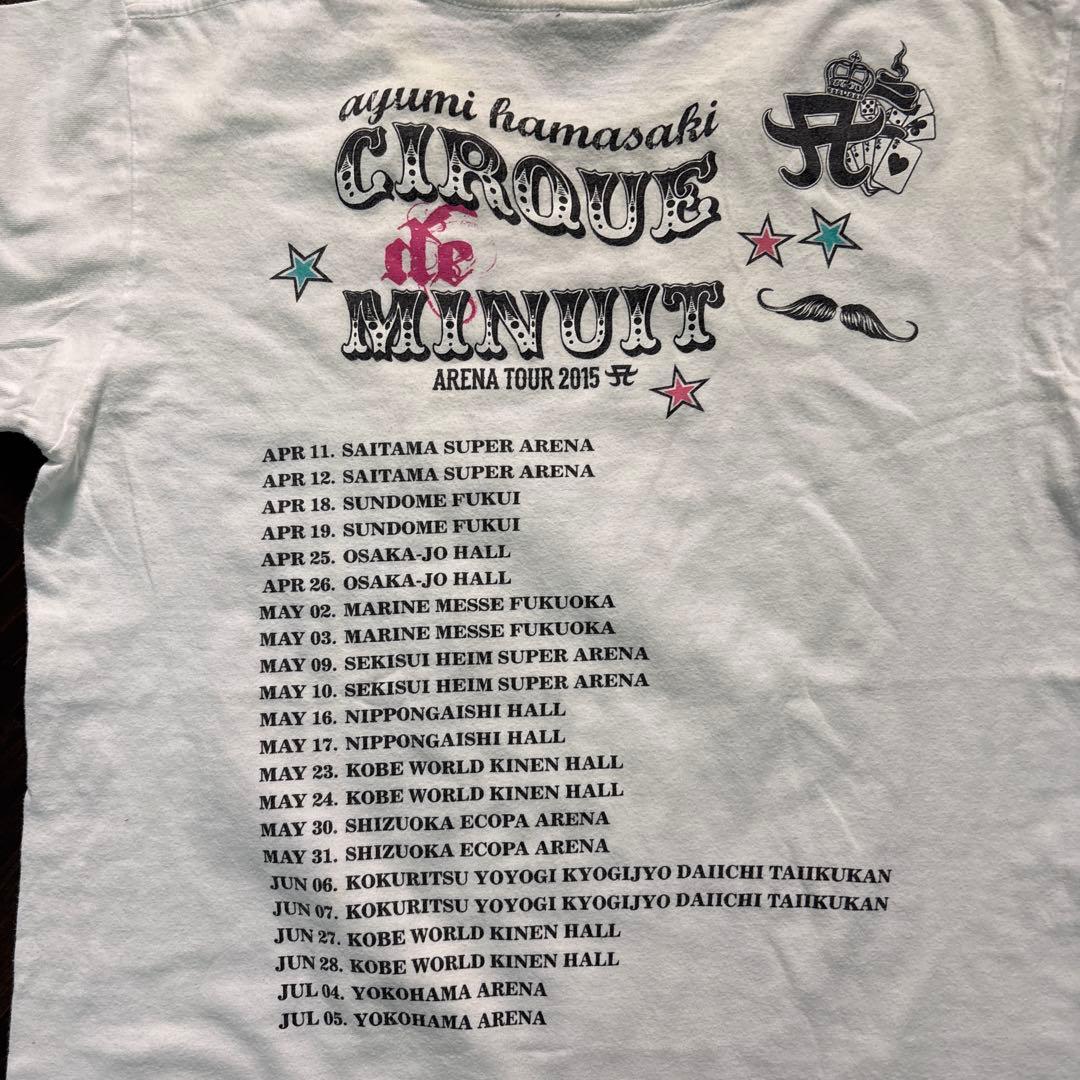 ayumi hamasaki
CIRQUE
de
MINUIT
ARENA TOUR 2015 A
APR 11. SAITAMA SUPER ARENA
APR 12. SAITAMA SUPER ARENA
APR 18. SUNDOME FUKUI
APR 19. SUNDOME FUKUI
APR 25. OSAKA-JO HALL
APR 26. OSAKA-JO HALL
MAY 02. MARINE MESSE FUKUOKA
MAY 03. MARINE MESSE FUKUOKA
MAY 09. SEKISUI HEIM SUPER ARENA
MAY 10. SEKISUI HEIM SUPER ARENA
MAY 16. NIPPONGAISHI HALL
MAY 17. NIPPONGAISHI HALL
MAY 23. KOBE WORLD KINEN HALL
MAY 24. KOBE WORLD KINEN HALL
MAY 30. SHIZUOKA ECOPA ARENA
MAY 31. SHIZUOKA ECOPA ARENA
JUN 06. KOKURITSU YOYOGI KYOGIJYO DAIICHI TAIIKUKAN
JUN 07. KOKURITSU YOYOGI KYOGIJYO DAIICHI TAIIKUKAN
JUN 27. KOBE WORLD KINEN HALL
JUN 28. KOBE WORLD KINEN HALL
JUL 04. YOKOHAMA ARENA
JUL 05. YOKOHAMA ARENA